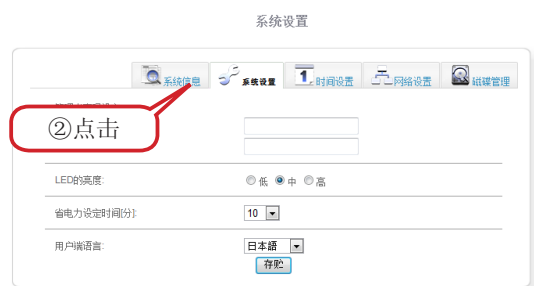 系统设置
系统信息 系统设置 1. 时间设置 网络设置 磁碟管理
②点击
LED的亮度: 低 中 高
省电力设定时间[分]: 10
用户端语言: 日本語
存贮